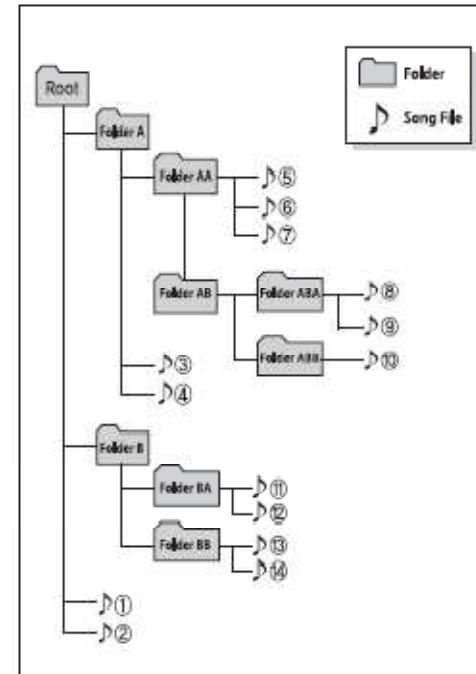 Folder
Song File
Root
Folder A
Folder AA
⑤
⑥
⑦
Folder AB
Folder ABA
⑧
⑨
Folder ABB
⑩
③
④
Folder B
Folder BA
⑪
⑫
Folder BB
⑬
⑭
①
②